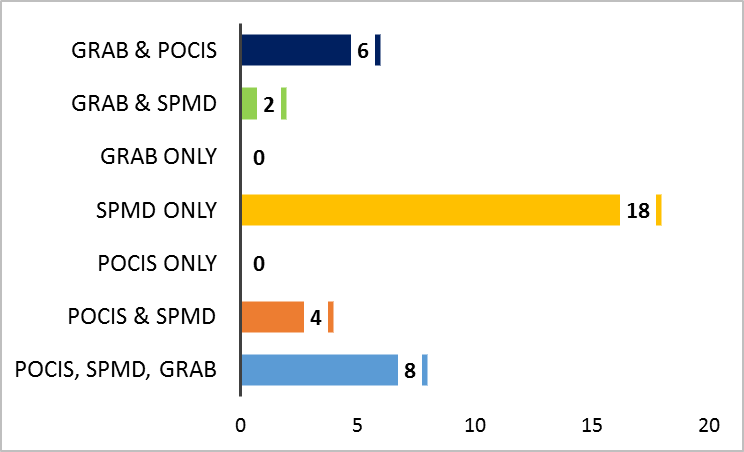 GRAB & POCIS 6
GRAB & SPMD 2
GRAB ONLY 0
SPMD ONLY 18
POCIS ONLY 0
POCIS & SPMD 4
POCIS, SPMD, GRAB 8
0 5 10 15 20